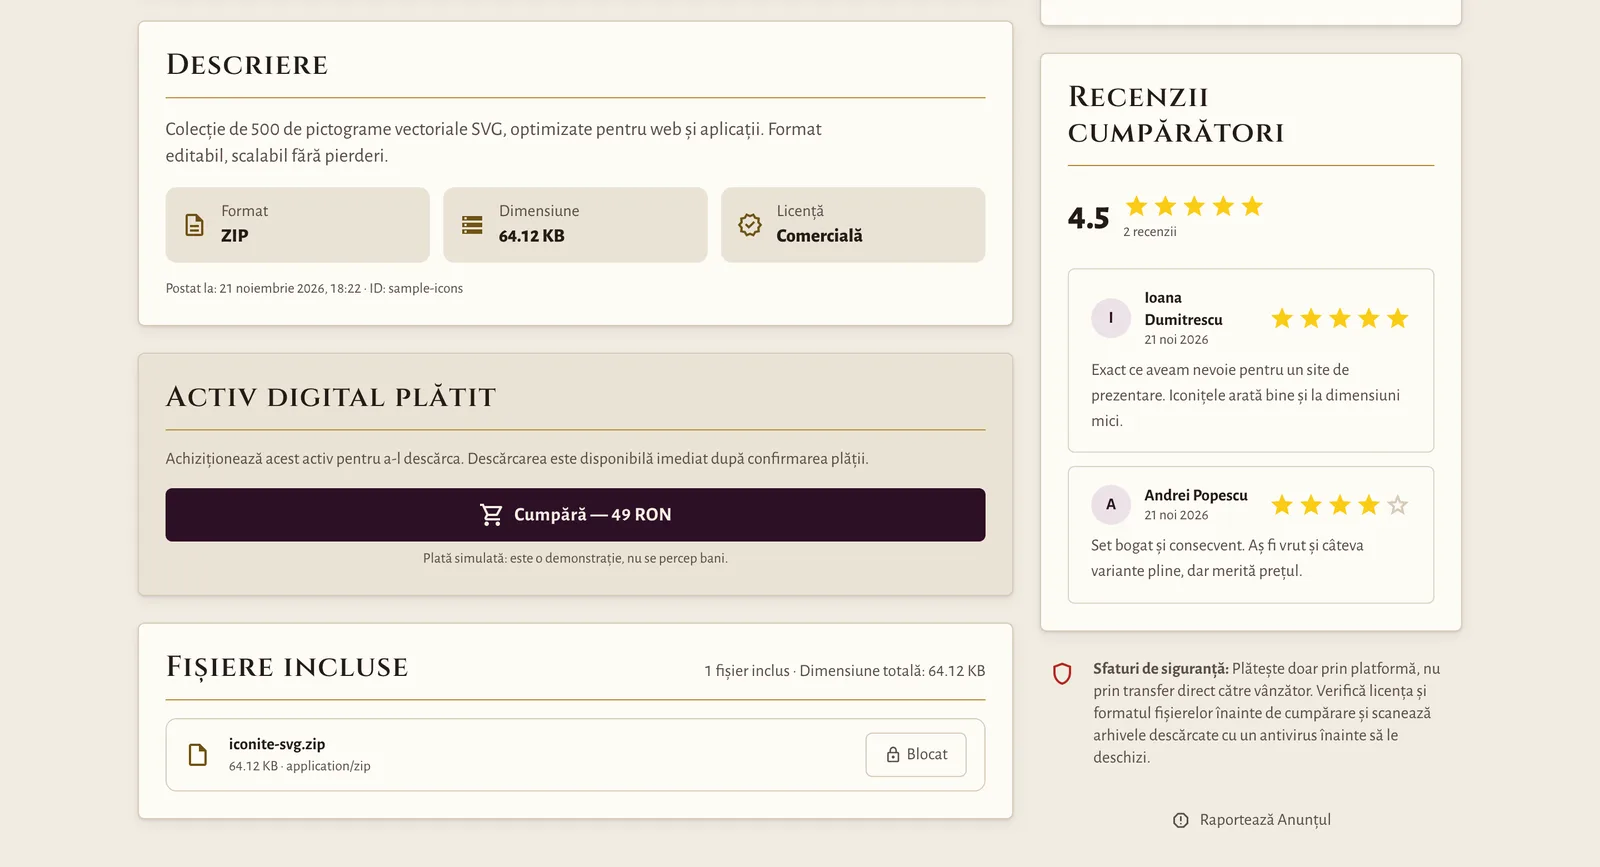 Descriere
Colecție de 500 de pictograme vectoriale SVG, optimizate pentru web și aplicații. Format
editabil, scalabil fără pierderi.
Format
ZIP
Dimensiune
64.12 KB
Licență
Comercială
Postat la: 21 noiembrie 2026, 18:22 · ID: sample-icons
Activ digital plătit
Achiziționează acest activ pentru a-l descărca. Descărcarea este disponibilă imediat după confirmarea plății.
Cumpără — 49 RON
Plată simulată: este o demonstrație, nu se percep bani.
Fișiere incluse
1 fișier inclus · Dimensiune totală: 64.12 KB
iconite-svg.zip
64.12 KB · application/zip
Blocat
Recenzii
cumpărători
4.5
2 recenzii
I
Ioana
Dumitrescu
21 noi 2026
Exact ce aveam nevoie pentru un site de
prezentare. Iconițele arată bine și la dimensiuni
mici.
A
Andrei Popescu
21 noi 2026
Set bogat și consecvent. Aș fi vrut și câteva
variante pline, dar merită prețul.
Sfaturi de siguranță: Plătește doar prin platformă, nu
prin transfer direct către vânzător. Verifică licența și
formatul fișierelor înainte de cumpărare și scanează
arhivele descărcate cu un antivirus înainte să le
deschizi.
Raportează Anunțul